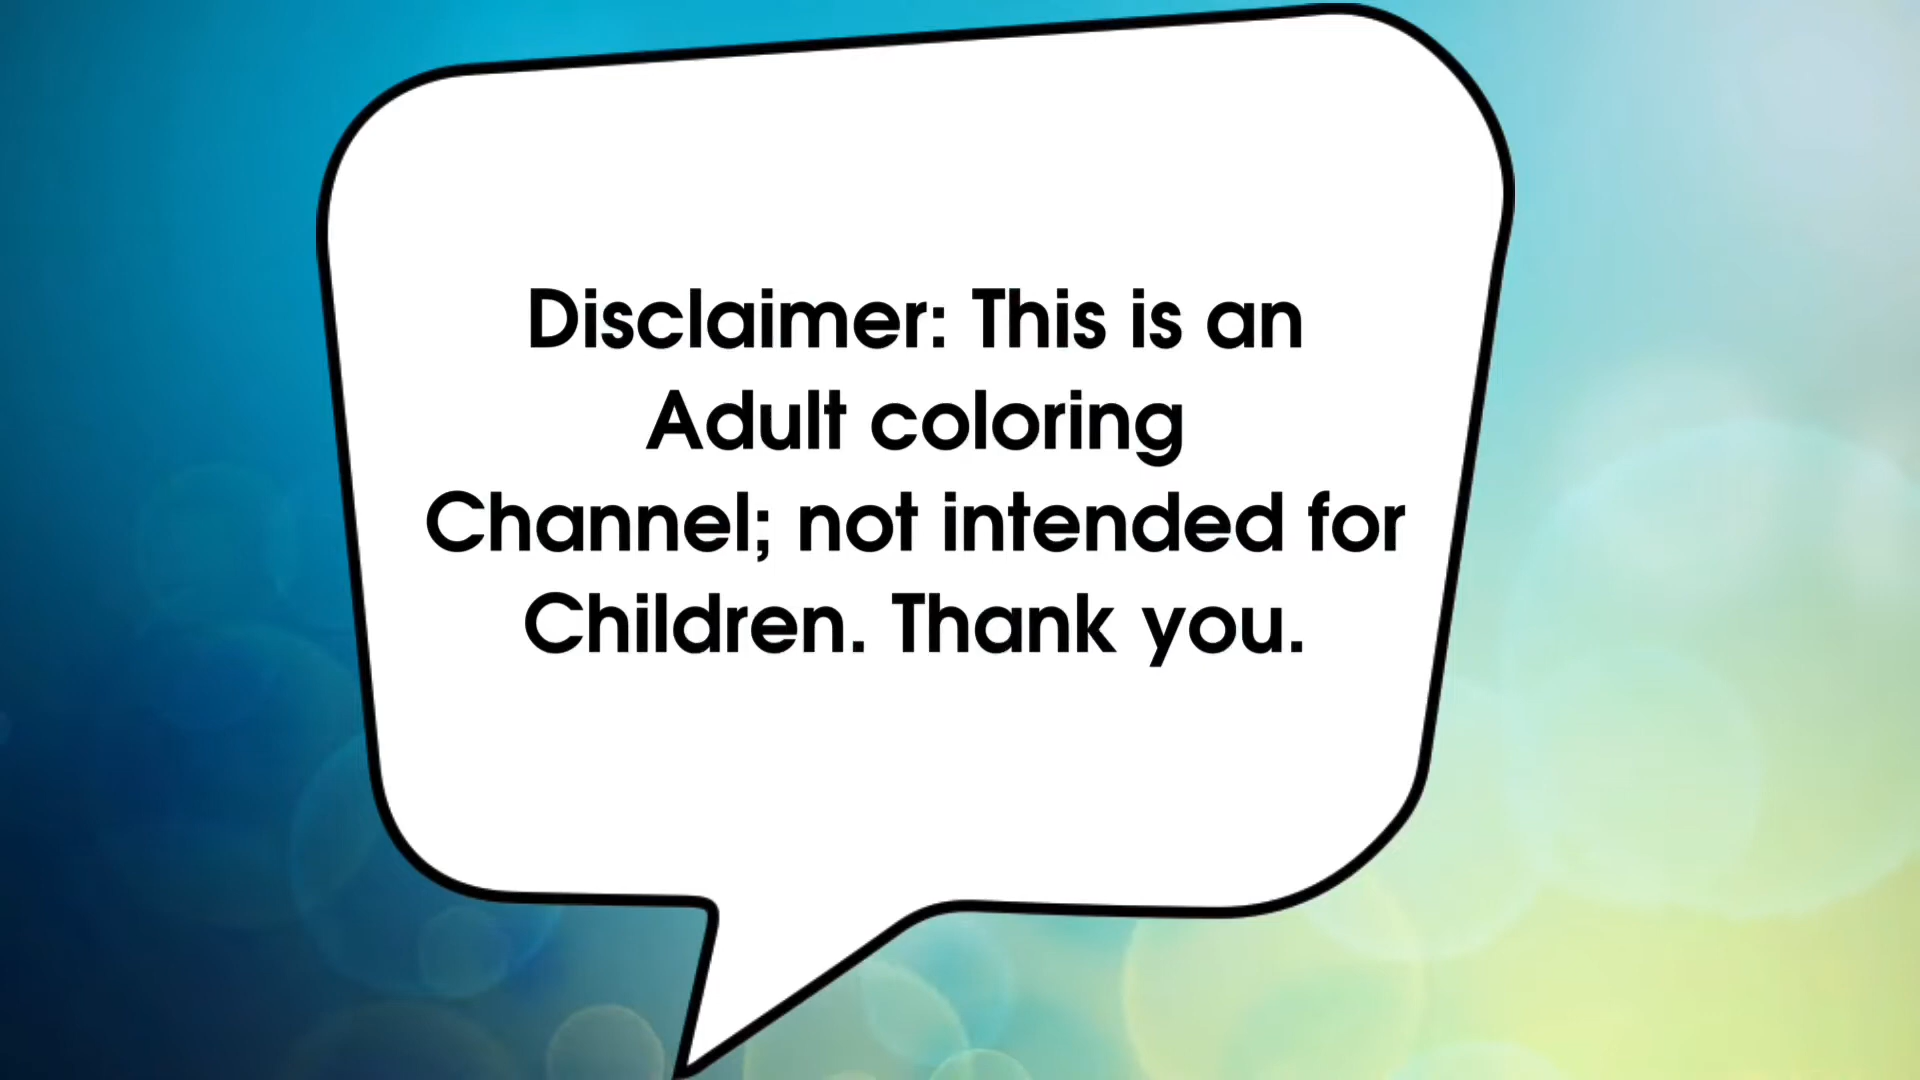 Disclaimer: This is an
Adult coloring
Channel; not intended for
Children. Thank you.